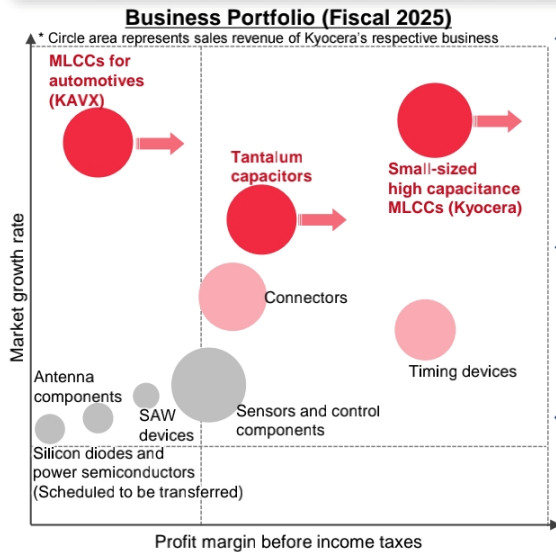 Business Portfolio (Fiscal 2025)
* Circle area represents sales revenue of Kyocera's respective business
MLCCs for
automotives
(KAVX)
Tantalum
capacitors
Small-sized
high capacitance
MLCCs (Kyocera)
Market growth rate
Connectors
Timing devices
Antenna
components
SAW
devices
Sensors and control
components
Silicon diodes and
power semiconductors
(Scheduled to be transferred)
Profit margin before income taxes